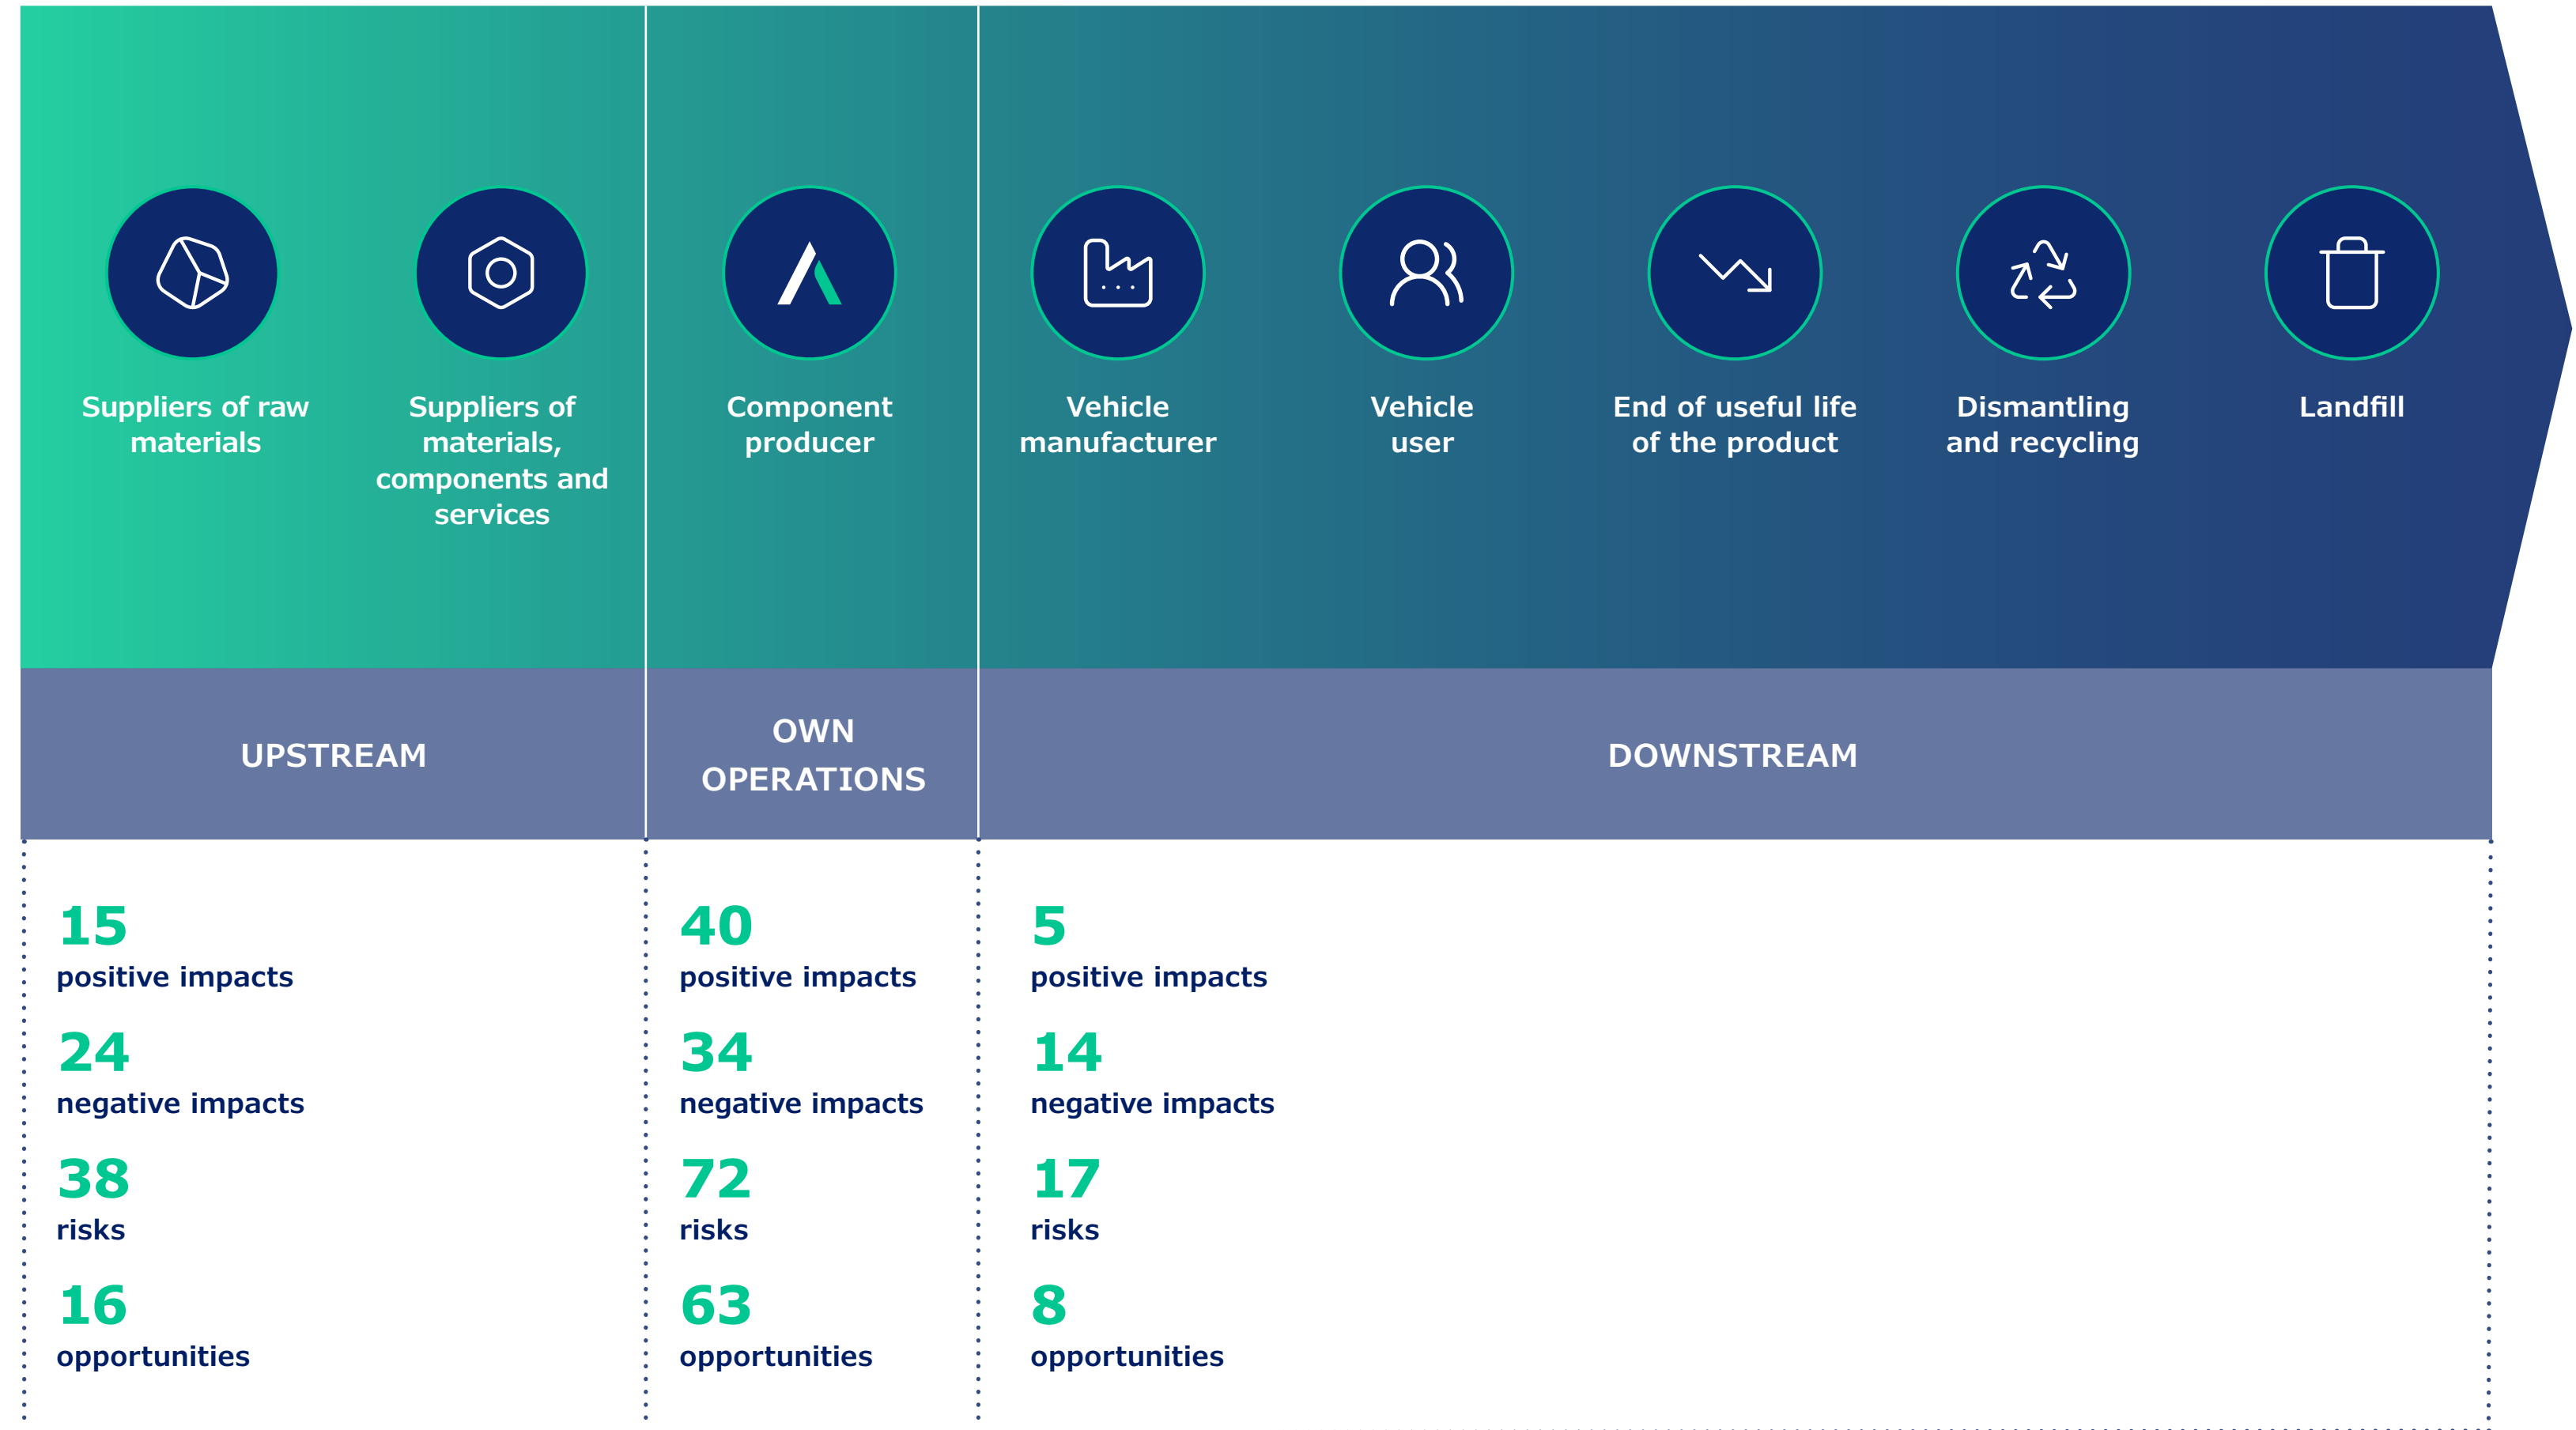 Suppliers of raw
materials
Suppliers of
materials,
components and
services
Component
producer
Vehicle
manufacturer
Vehicle
user
End of useful life
of the product
Dismantling
and recycling
Landfill
UPSTREAM
OWN
OPERATIONS
DOWNSTREAM
15
positive impacts
24
negative impacts
38
risks
16
opportunities
40
positive impacts
34
negative impacts
72
risks
63
opportunities
5
positive impacts
14
negative impacts
17
risks
8
opportunities